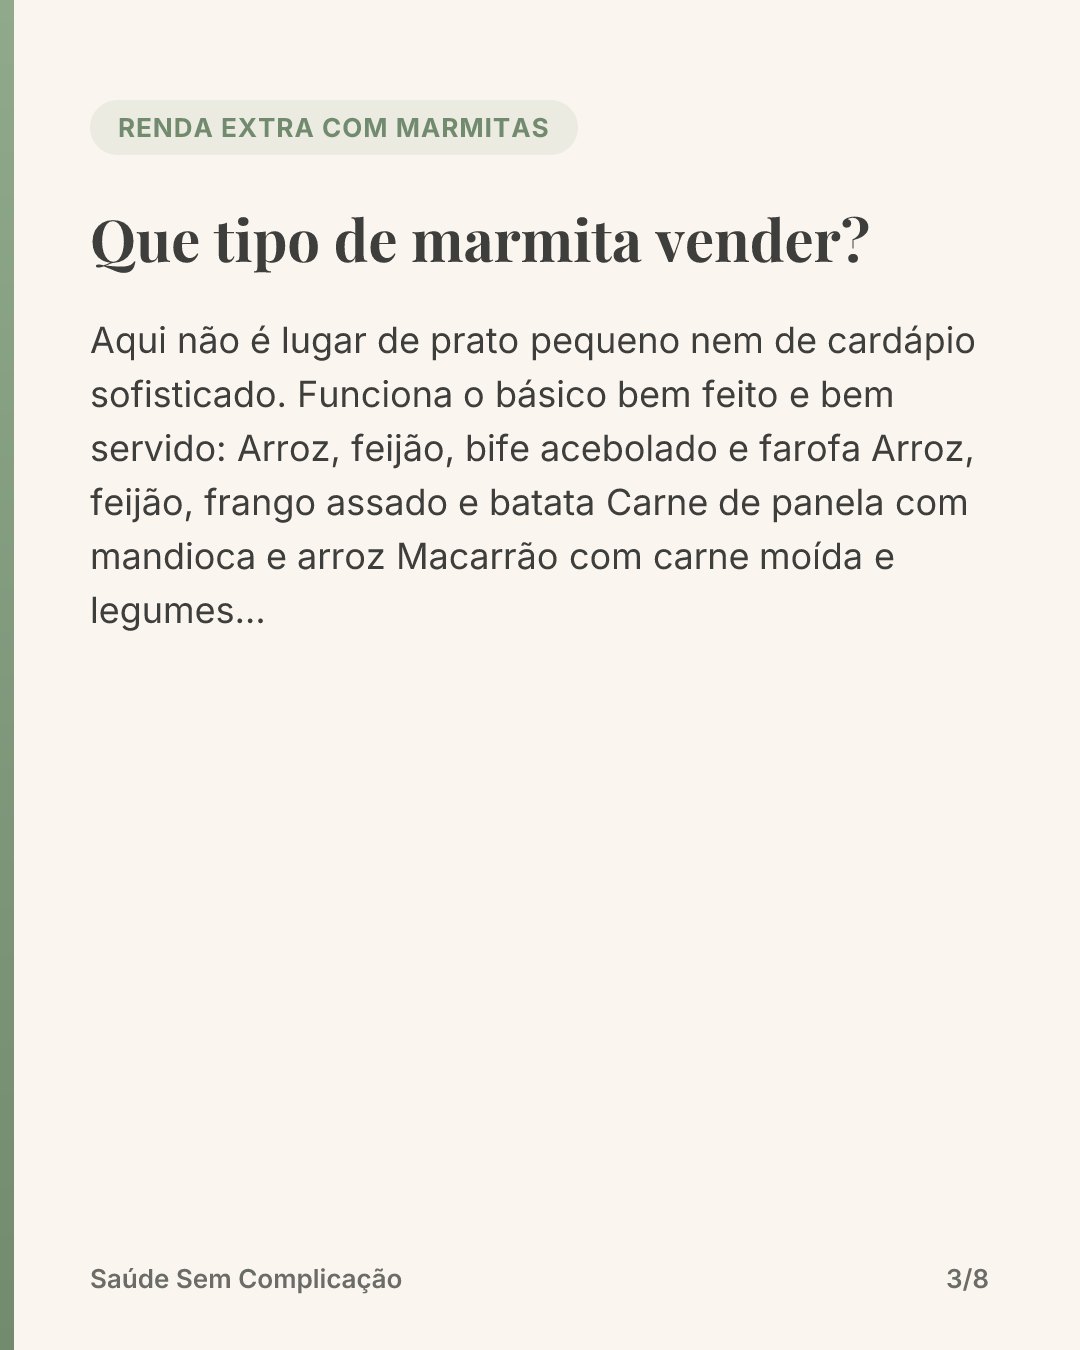 RENDA EXTRA COM MARMITAS
Que tipo de marmita vender?
Aqui não é lugar de prato pequeno nem de cardápio
sofisticado. Funciona o básico bem feito e bem
servido: Arroz, feijão, bife acebolado e farofa Arroz,
feijão, frango assado e batata Carne de panela com
mandioca e arroz Macarrão com carne moída e
legumes...
Saúde Sem Complicação
3/8